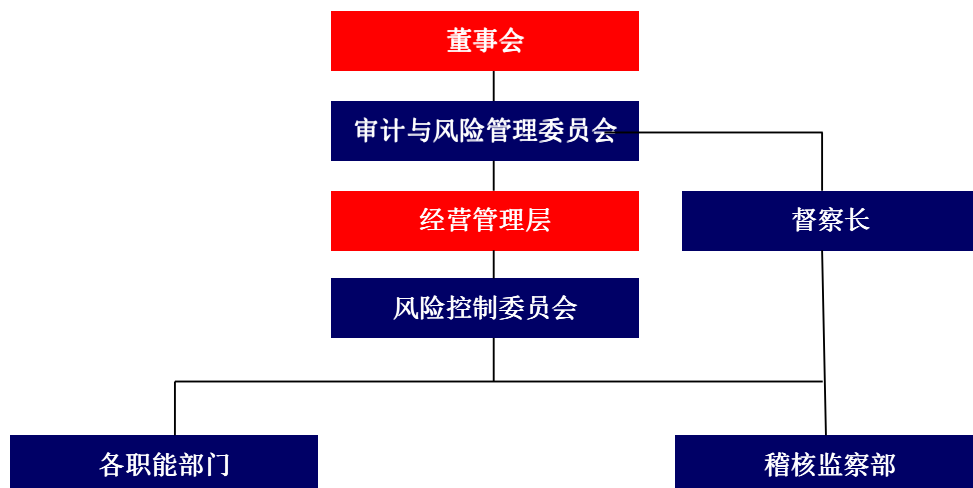 董事会
审计与风险管理委员会
经营管理层
督察长
风险控制委员会
各职能部门
稽核监察部